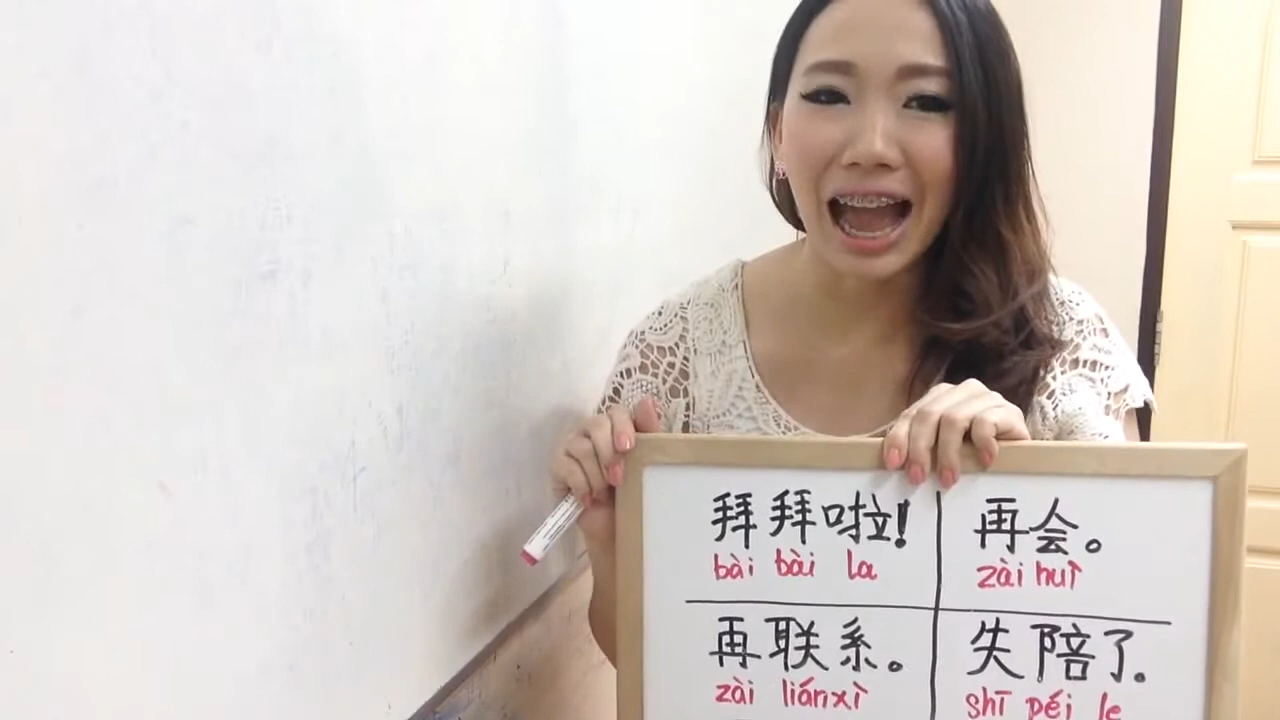 拜拜啦!
bài bài la
再会。
zài huì
再联系。
zài liánxì
失陪了.
shī péi le